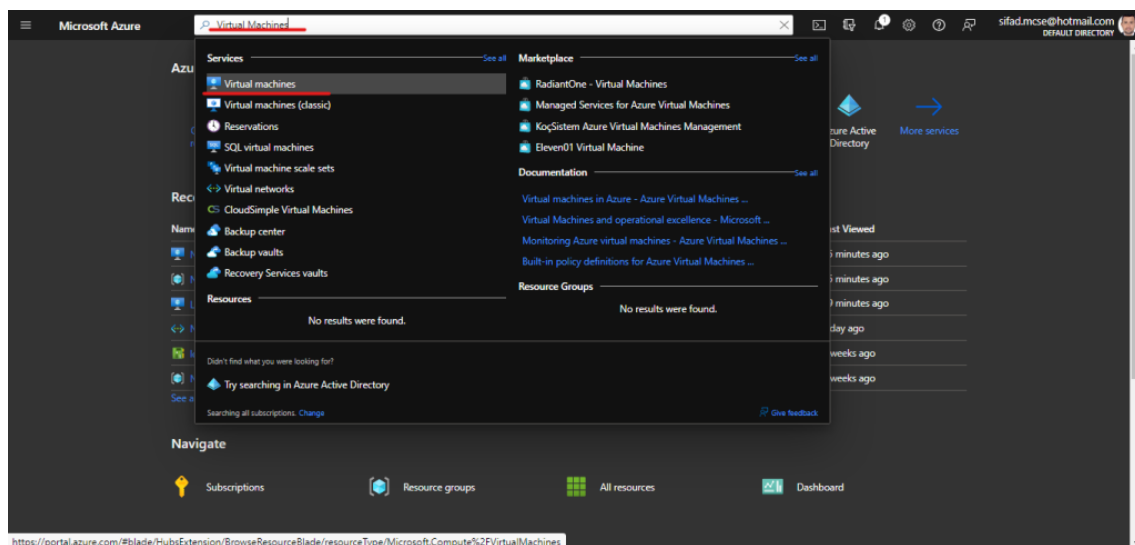 Microsoft Azure
Virtual Machines
sifad.mcse@hotmail.com
DEFAULT DIRECTORY
Azu
Services
See all
Virtual machines
Virtual machines (classic)
Reservations
SQL virtual machines
Virtual machine scale sets
Virtual networks
CloudSimple Virtual Machines
Backup center
Backup vaults
Recovery Services vaults
Resources
No results were found.
Marketplace
See all
RadiantOne - Virtual Machines
Managed Services for Azure Virtual Machines
KoçSistem Azure Virtual Machines Management
Eleven01 Virtual Machine
Documentation
See all
Virtual machines in Azure - Azure Virtual Machines ...
Virtual Machines and operational excellence - Microsoft ...
Monitoring Azure virtual machines - Azure Virtual Machines ...
Built-in policy definitions for Azure Virtual Machines ...
Resource Groups
No results were found.
Didn't find what you were looking for?
Try searching in Azure Active Directory
Searching all subscriptions. Change
Give feedback
zure Active
Directory
More services
Rece
Nam
st Viewed
minutes ago
minutes ago
minutes ago
day ago
weeks ago
weeks ago
See a
Navigate
Subscriptions
Resource groups
All resources
Dashboard
https://portal.azure.com/#blade/HubsExtension/BrowseResourceBlade/resourceType/Microsoft.Compute%2FVirtualMachines